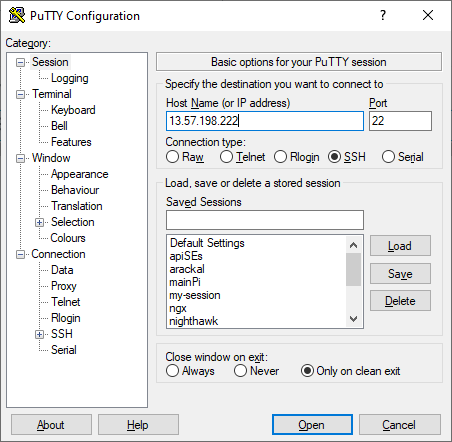 PuTTY Configuration
?
Category:
Session
Logging
Terminal
Keyboard
Bell
Features
Window
Appearance
Behaviour
Translation
Selection
Colours
Connection
Data
Proxy
Telnet
Rlogin
SSH
Serial
Basic options for your PuTTY session
Specify the destination you want to connect to
Host Name (or IP address) Port
13.57.198.222 22
Connection type:
Raw Telnet Rlogin SSH Serial
Load, save or delete a stored session
Saved Sessions
Default Settings
apiSEs
arackal
mainPi
my-session
ngx
nighthawk
Load
Save
Delete
Close window on exit:
Always Never Only on clean exit
About Help Open Cancel